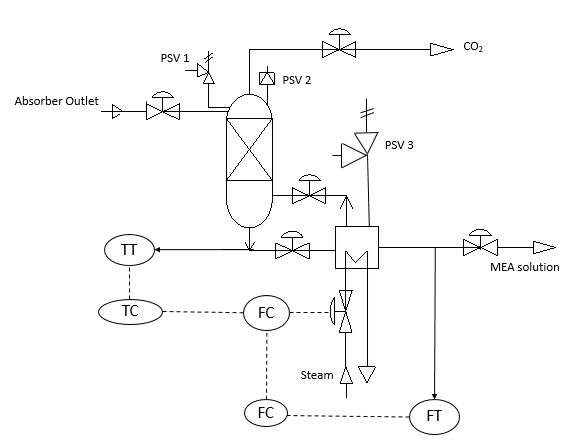 CO₂
PSV 1
PSV 2
Absorber Outlet
PSV 3
TT
MEA solution
TC
FC
Steam
FC
FT